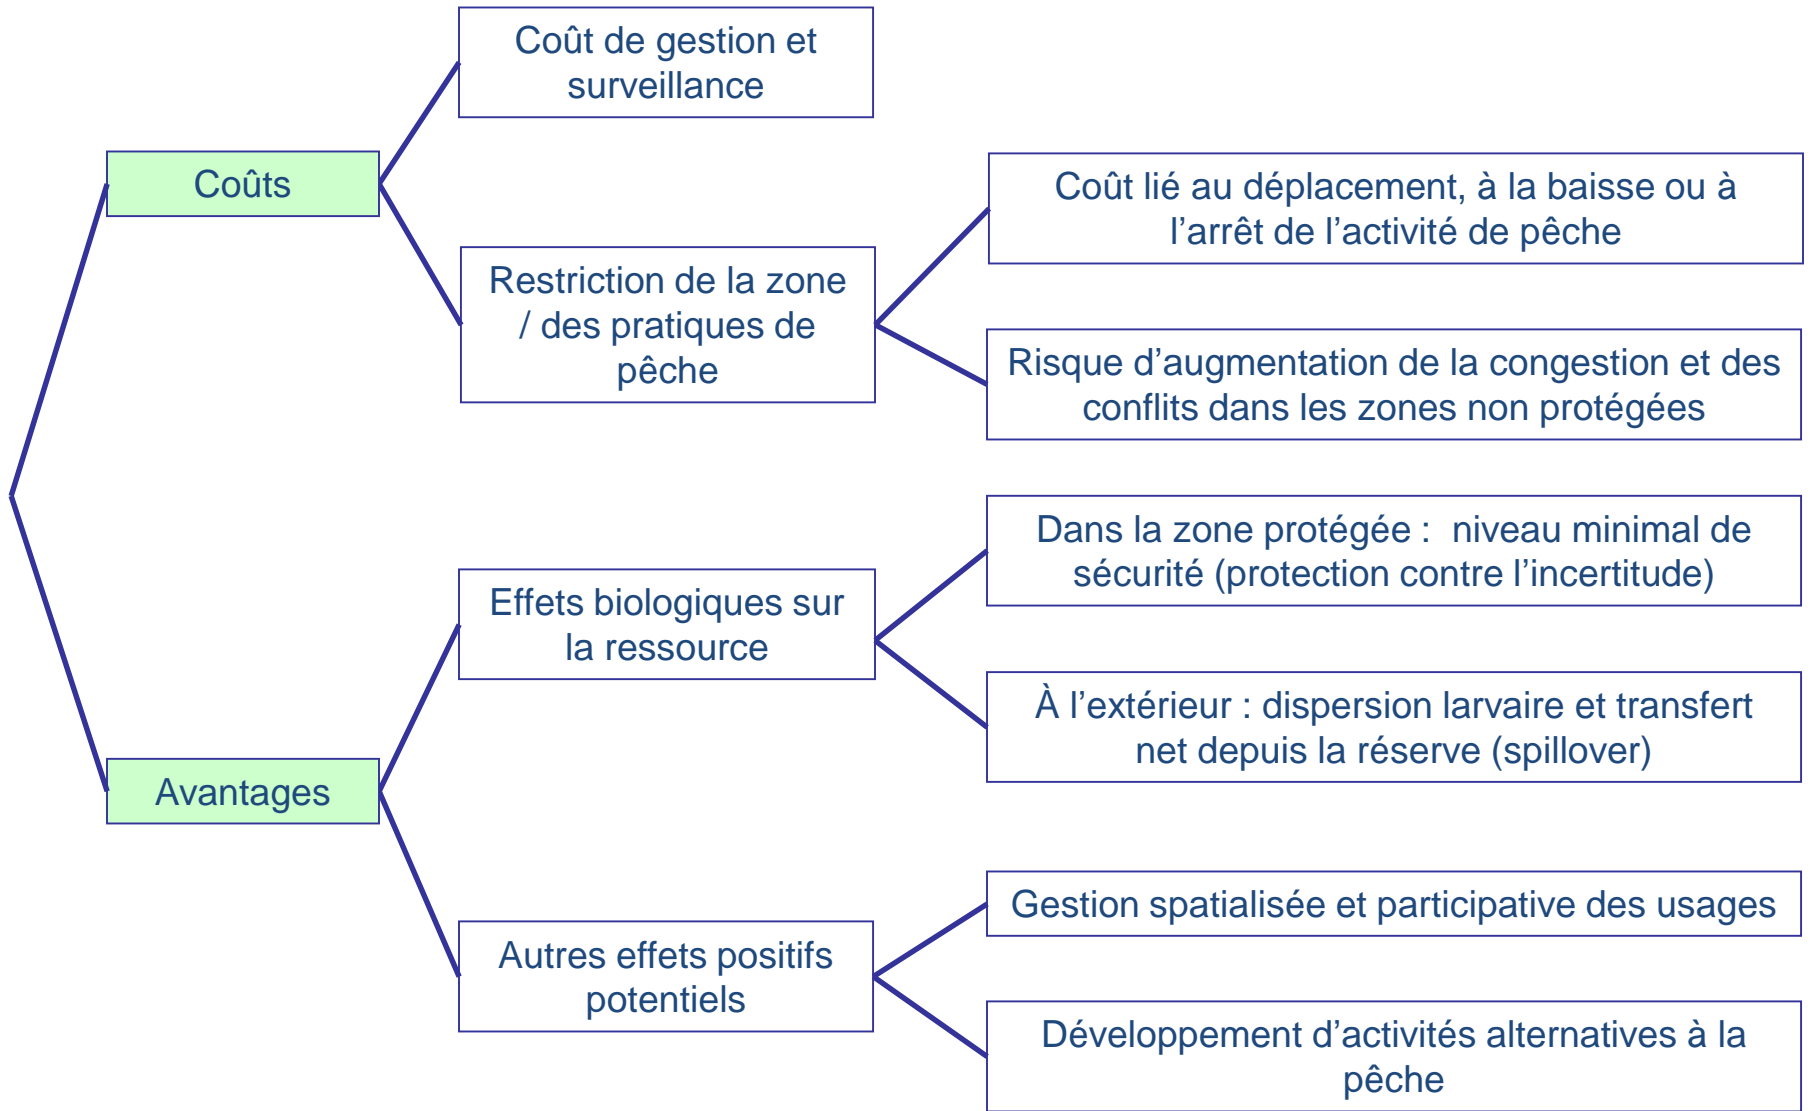 Coût de gestion et
surveillance
Coûts
Restriction de la zone
/ des pratiques de
pêche
Coût lié au déplacement, à la baisse ou à
l’arrêt de l’activité de pêche
Risque d’augmentation de la congestion et des
conflits dans les zones non protégées
Avantages
Effets biologiques sur
la ressource
Dans la zone protégée :  niveau minimal de
sécurité (protection contre l’incertitude)
À l’extérieur : dispersion larvaire et transfert
net depuis la réserve (spillover)
Autres effets positifs
potentiels
Gestion spatialisée et participative des usages
Développement d’activités alternatives à la
pêche